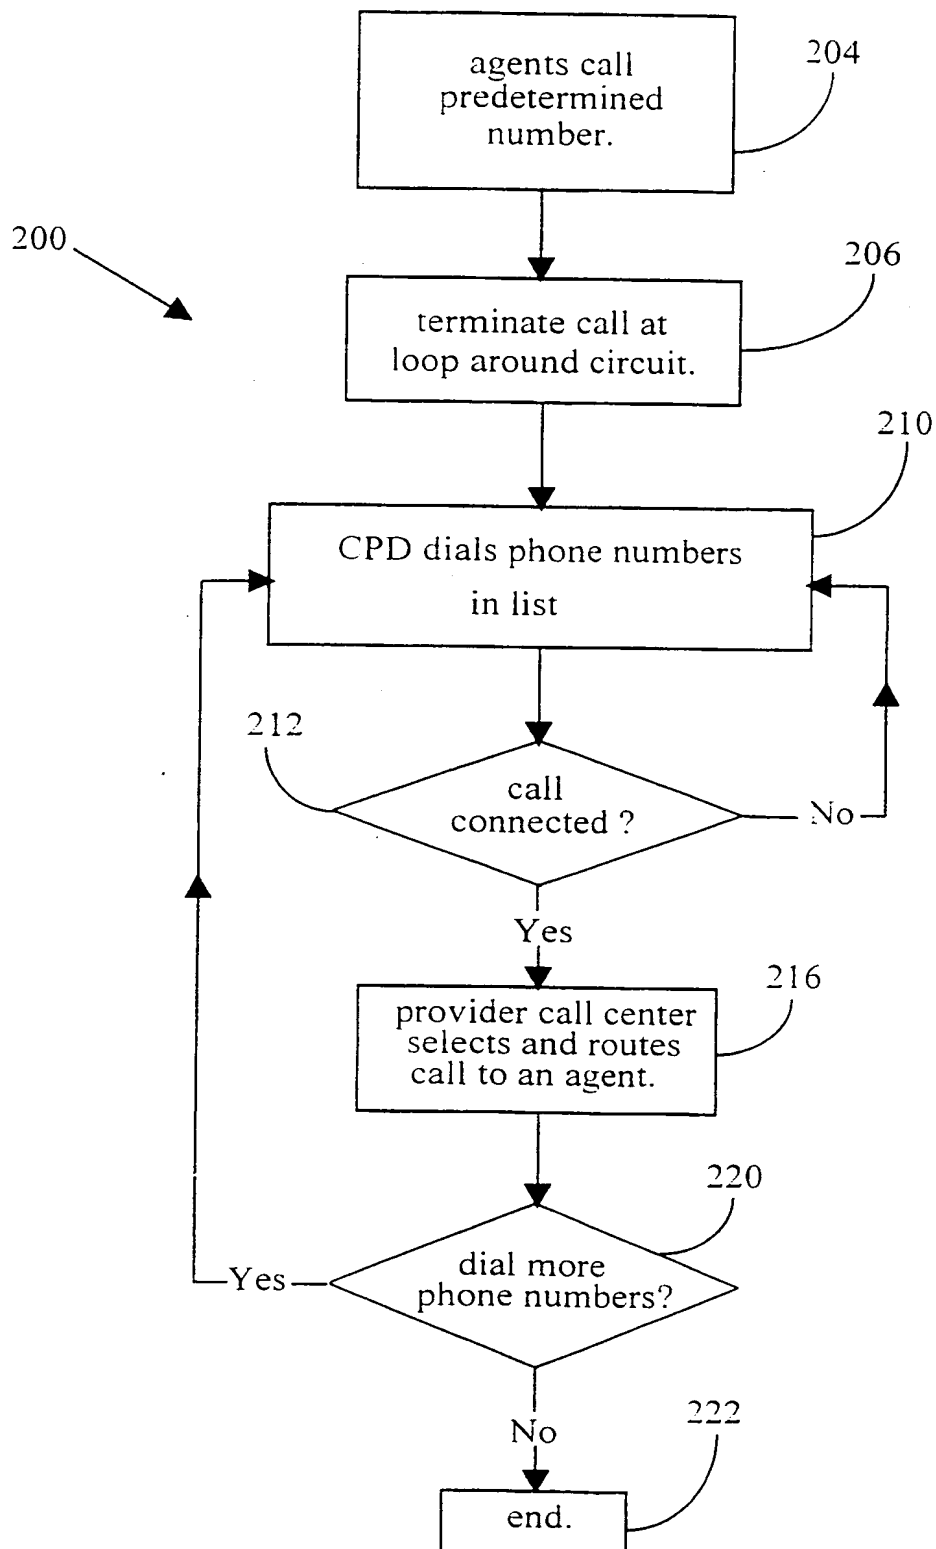 agents call
predetermined
number.
204
200
206
terminate call at
loop around circuit.
210
CPD dials phone numbers
in list
212
call
connected ?
No
Yes
216
provider call center
selects and routes
call to an agent.
220
dial more
phone numbers?
Yes
No
222
end.